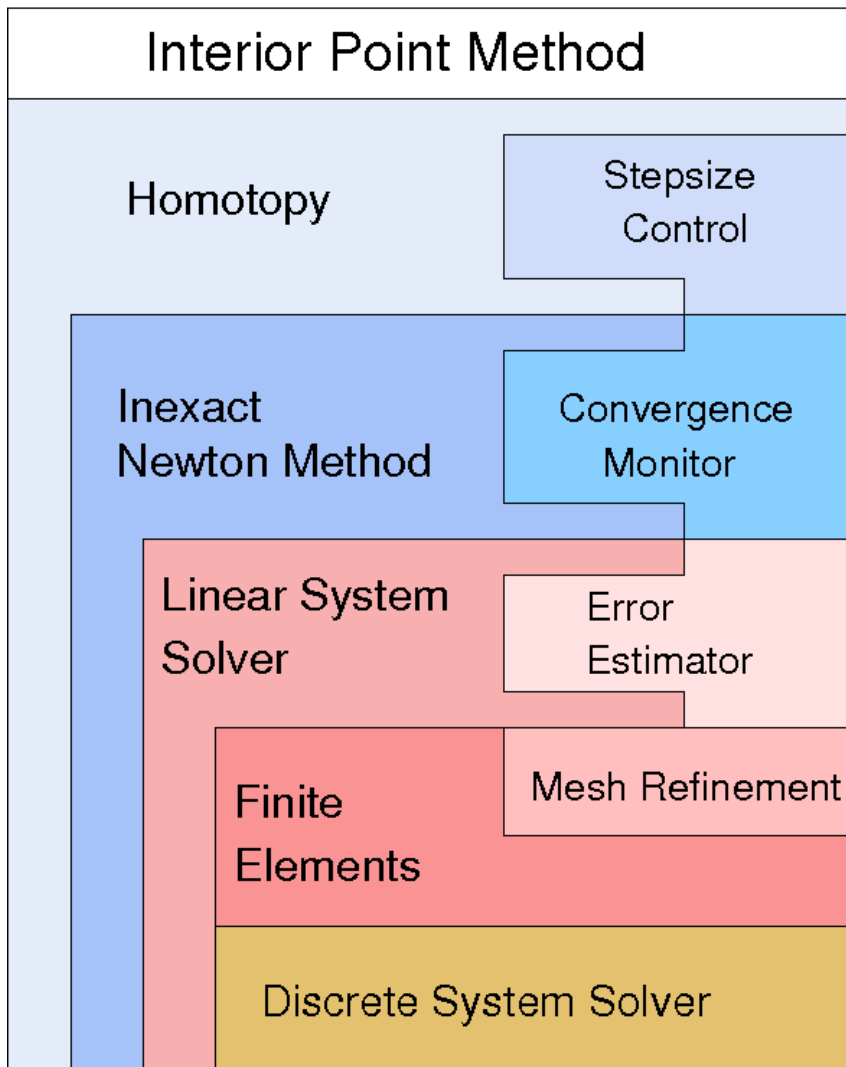 Interior Point Method
Homotopy
Stepsize
Control
Inexact
Newton Method
Convergence
Monitor
Linear System
Solver
Error
Estimator
Finite
Elements
Mesh Refinement
Discrete System Solver